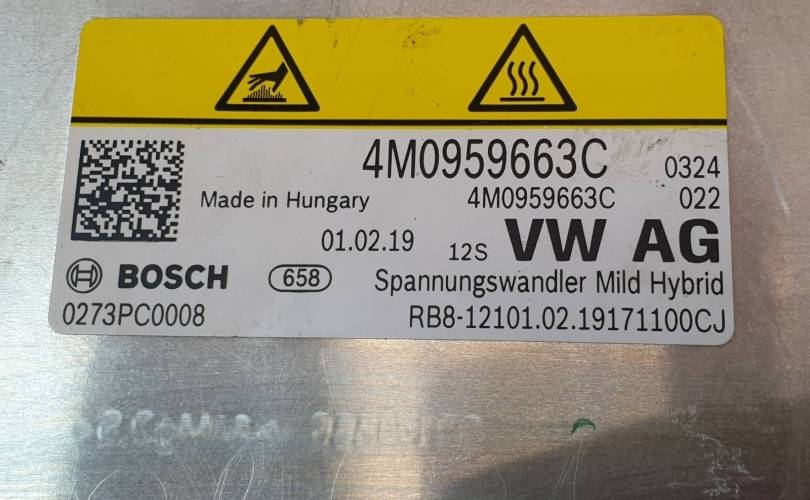 4M0959663C 0324
Made in Hungary 4M0959663C 022
01.02.19 12S VW AG
BOSCH 658 Spannungswandler Mild Hybrid
0273PC0008 RB8-12101.02.19171100CJ